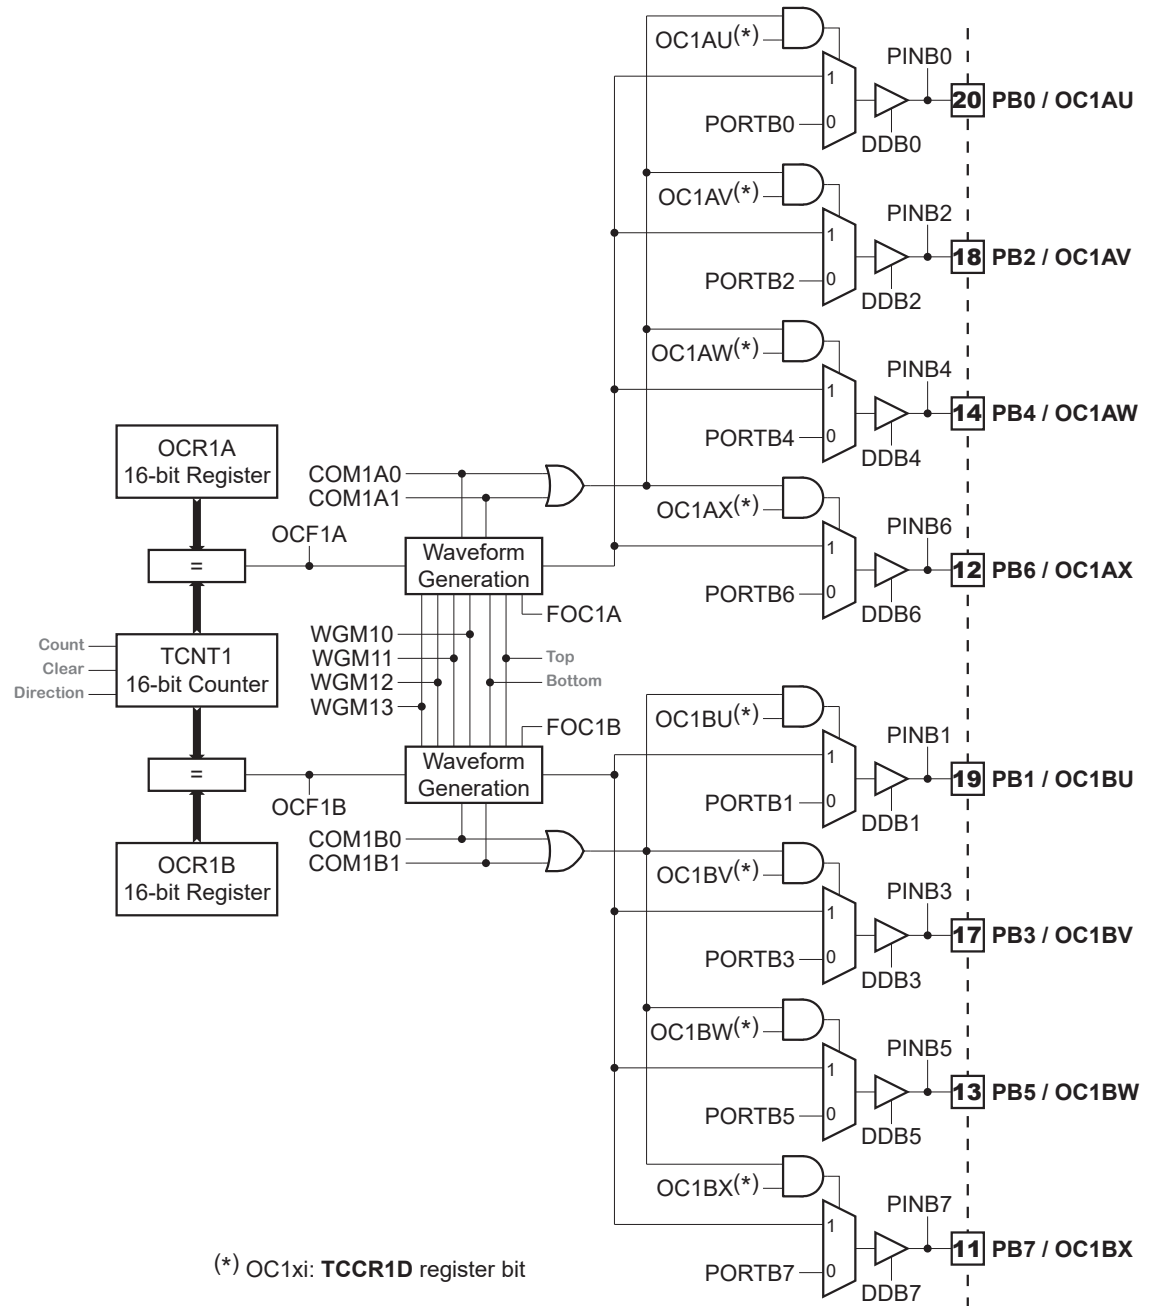 OC1AU(*)
PINB0
1
20 PB0 / OC1AU
PORTB0
0
DDB0
OC1AV(*)
PINB2
1
18 PB2 / OC1AV
PORTB2
0
DDB2
OC1AW(*)
PINB4
1
14 PB4 / OC1AW
PORTB4
0
DDB4
OCR1A
16-bit Register
COM1A0
COM1A1
OC1AX(*)
PINB6
OCF1A
=
Waveform
Generation
1
12 PB6 / OC1AX
PORTB6
0
DDB6
FOC1A
Count
Clear
Direction
TCNT1
16-bit Counter
WGM10
WGM11
WGM12
WGM13
Top
Bottom
FOC1B
OC1BU(*)
PINB1
=
Waveform
Generation
1
19 PB1 / OC1BU
PORTB1
0
DDB1
OCF1B
COM1B0
COM1B1
OCR1B
16-bit Register
OC1BV(*)
PINB3
1
17 PB3 / OC1BV
PORTB3
0
DDB3
OC1BW(*)
PINB5
1
13 PB5 / OC1BW
PORTB5
0
DDB5
OC1BX(*)
PINB7
1
11 PB7 / OC1BX
PORTB7
0
DDB7
(*) OC1xi: TCCR1D register bit